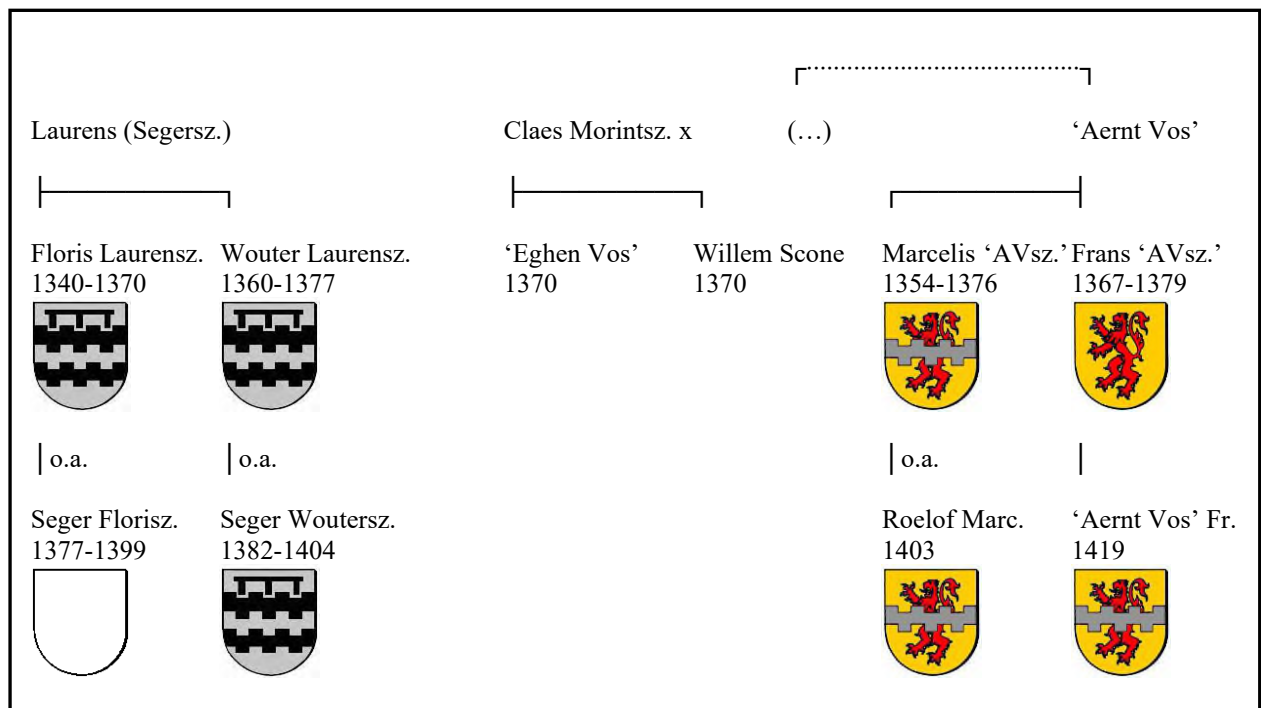 Laurens (Segersz.) Claes Morintsz. x (…) ‘Aernt Vos’
Floris Laurensz. Wouter Laurensz. ‘Eghen Vos’ Willem Scone Marcelis ‘AVsz.’ Frans ‘AVsz.’
1340-1370 1360-1377 1370 1370 1354-1376 1367-1379
o.a. o.a. o.a.
Seger Florisz. Seger Woutersz. Roelof Marc. ‘Aernt Vos’ Fr.
1377-1399 1382-1404 1403 1419